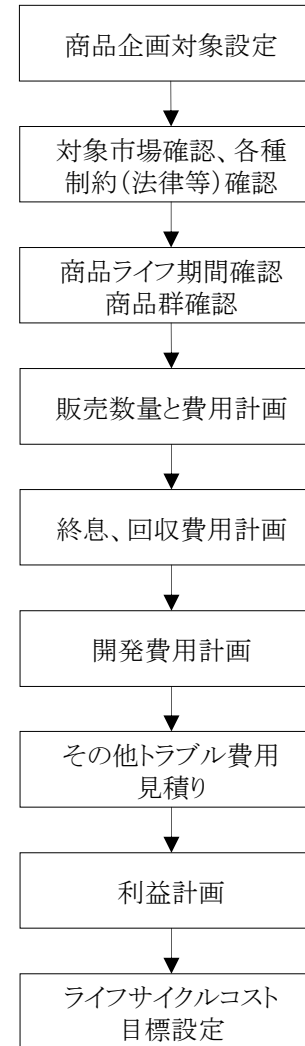 商品企画対象設定
対象市場確認、各種
制約(法律等)確認
商品ライフ期間確認
商品群確認
販売数量と費用計画
終息、回収費用計画
開発費用計画
その他トラブル費用
見積り
利益計画
ライフサイクルコスト
目標設定